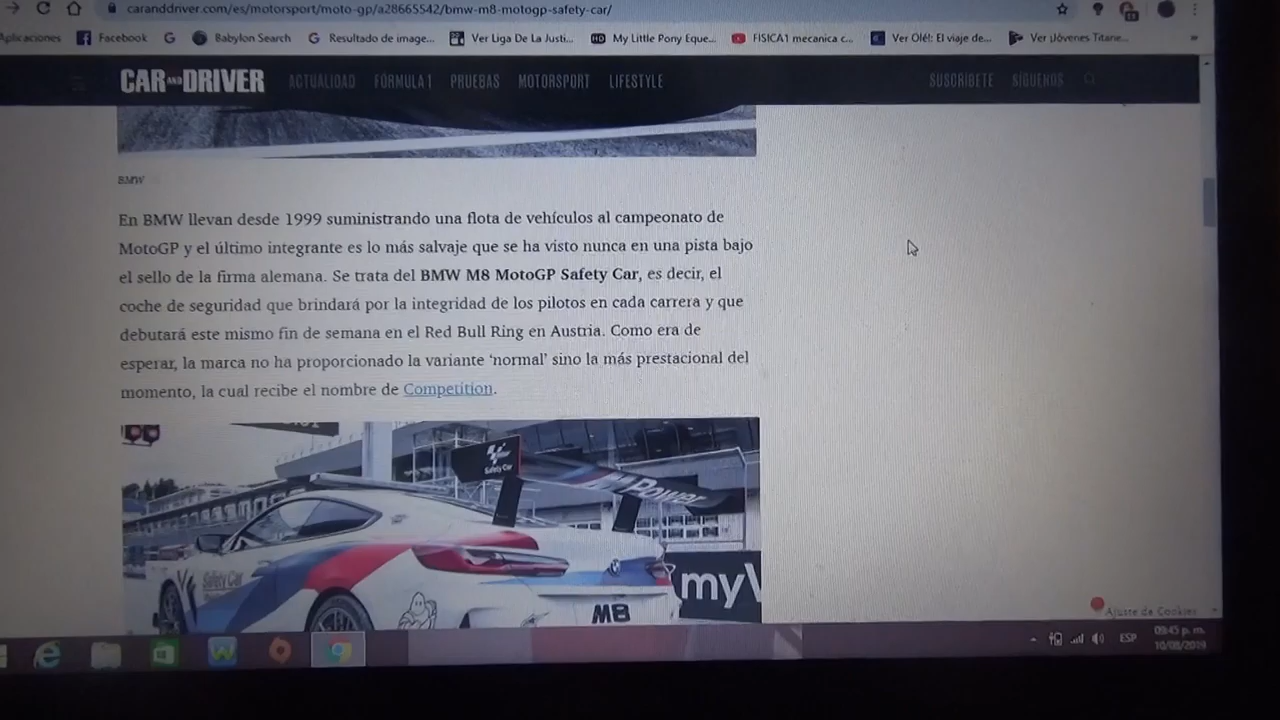 caranddriver.com/es/motorsport/moto-gp/a28665542/bmw-m8-motogp-safety-car/
Aplicaciones Facebook Babylon Search Resultado de image... Ver Liga De La Justi... My Little Pony Eque... FISICA1 mecanica c... Ver Olé!: El viaje de... Ver ¡Jóvenes Titane... »
CAR AND DRIVER ACTUALIDAD FÓRMULA 1 PRUEBAS MOTORSPORT LIFESTYLE SUSCRÍBETE SÍGUENOS
BMW
En BMW llevan desde 1999 suministrando una flota de vehículos al campeonato de
MotoGP y el último integrante es lo más salvaje que se ha visto nunca en una pista bajo
el sello de la firma alemana. Se trata del BMW M8 MotoGP Safety Car, es decir, el
coche de seguridad que brindará por la integridad de los pilotos en cada carrera y que
debutará este mismo fin de semana en el Red Bull Ring en Austria. Como era de
esperar, la marca no ha proporcionado la variante ‘normal’ sino la más prestacional del
momento, la cual recibe el nombre de Competition.
Safety Car
M Power
Safety Car
myW
M8
Ajuste de Cookies
ESP
09:45 p. m.
10/08/2019